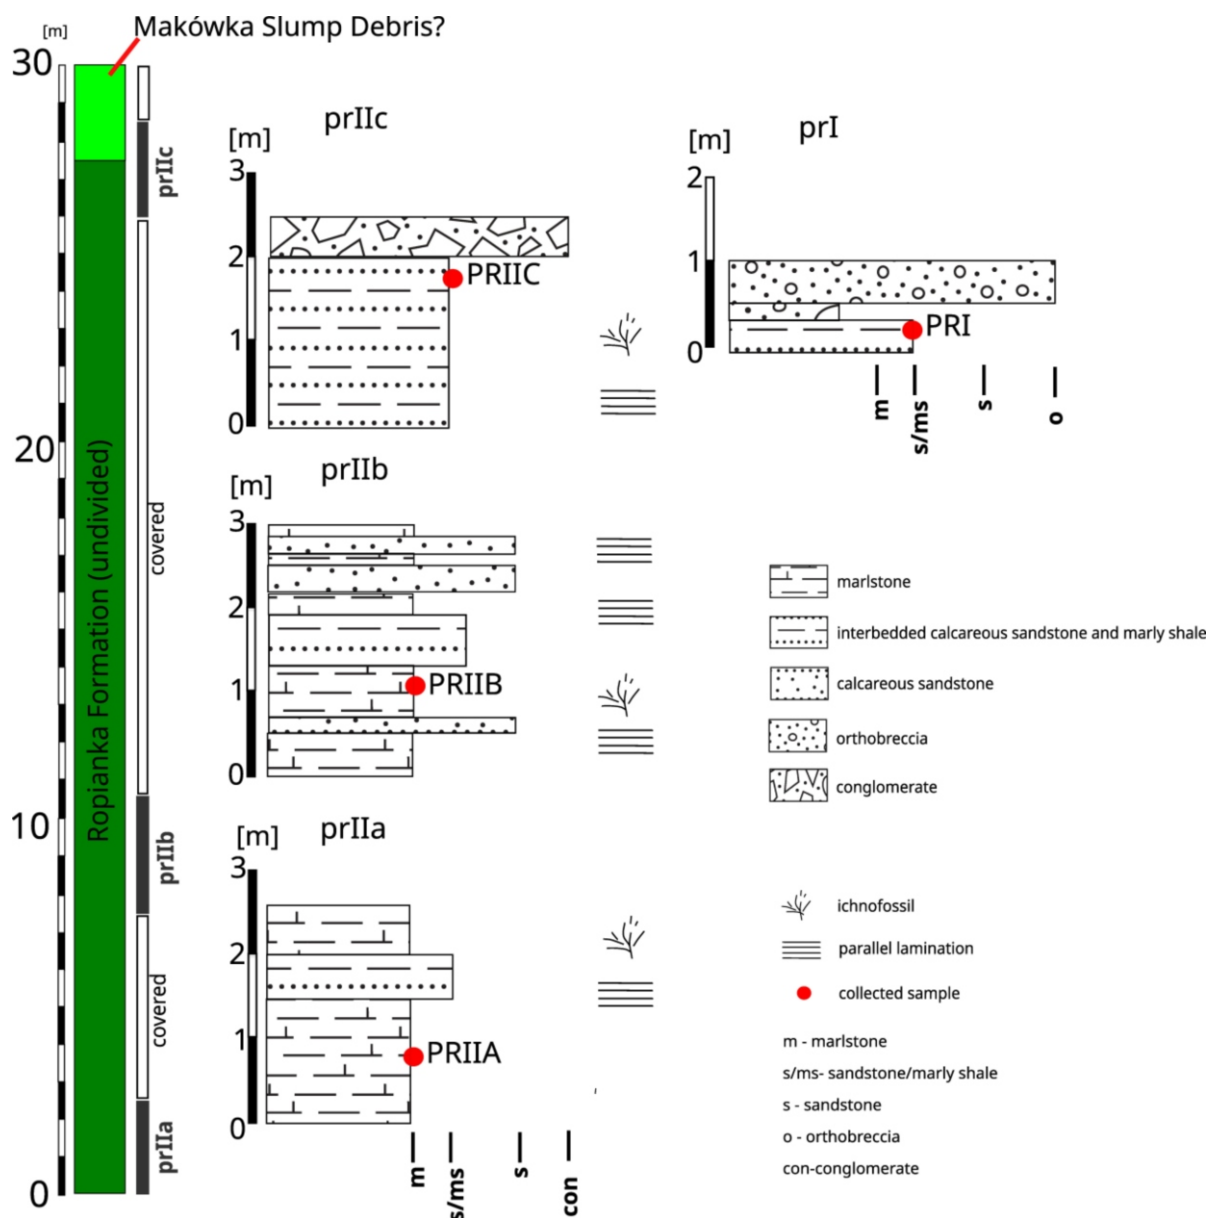 Makówka Slump Debris?
[m]
30
20
10
0
Ropianka Formation (undivided)
prIIc
covered
prIIb
covered
prIIa
prIIc
[m]
3
2
1
0
PRIIC
prI
[m]
2
1
0
PRI
m
s/ms
s
o
prIIb
[m]
3
2
1
0
PRIIB
prIIa
[m]
3
2
1
0
PRIIA
m
s/ms
s
con
marlstone
interbedded calcareous sandstone and marly shale
calcareous sandstone
orthobreccia
conglomerate
ichnofossil
parallel lamination
collected sample
m - marlstone
s/ms- sandstone/marly shale
s - sandstone
o - orthobreccia
con-conglomerate